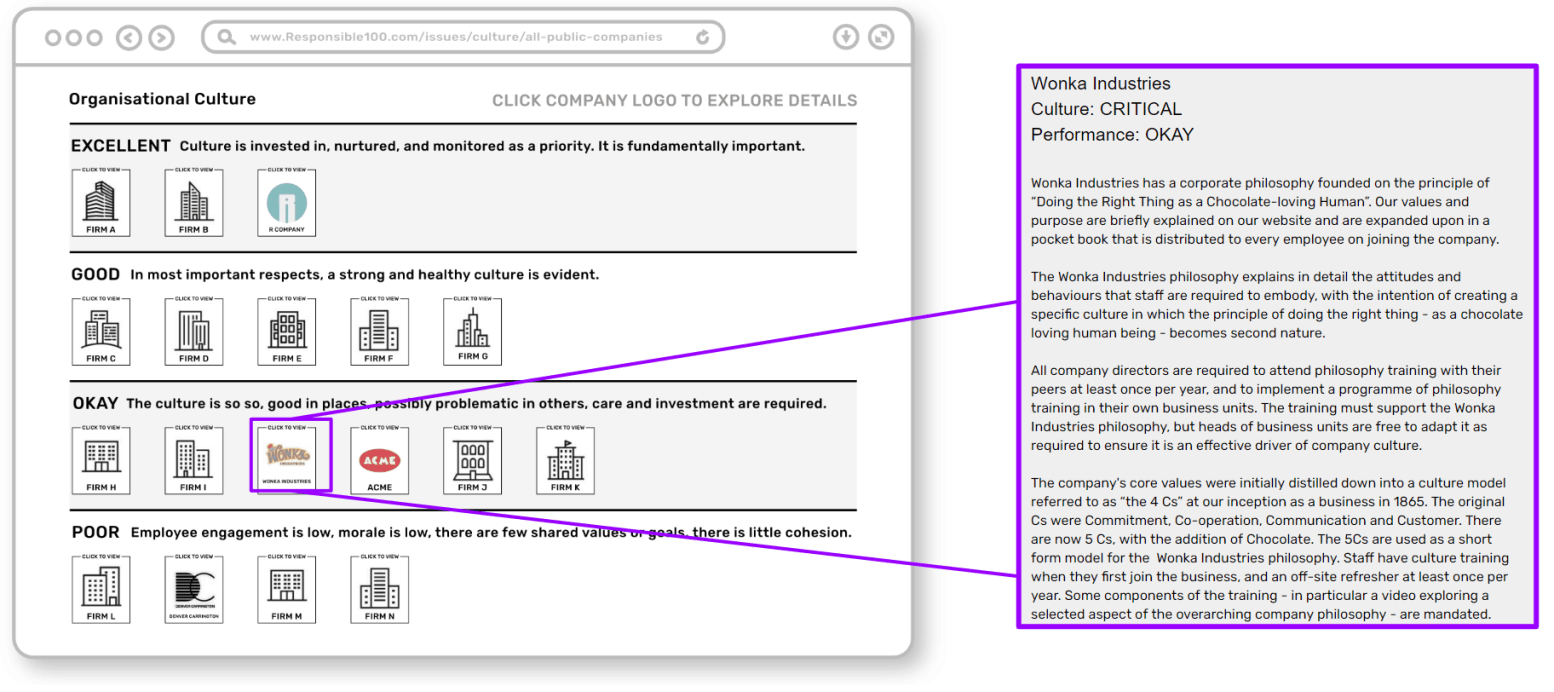 www.Responsible100.com/issues/culture/all-public-companies
Organisational Culture
CLICK COMPANY LOGO TO EXPLORE DETAILS
EXCELLENT Culture is invested in, nurtured, and monitored as a priority. It is fundamentally important.
CLICK TO VIEW CLICK TO VIEW CLICK TO VIEW
R
FIRM A FIRM B R COMPANY
GOOD In most important respects, a strong and healthy culture is evident.
CLICK TO VIEW CLICK TO VIEW CLICK TO VIEW CLICK TO VIEW CLICK TO VIEW
FIRM C FIRM D FIRM E FIRM F FIRM G
OKAY The culture is so so, good in places, possibly problematic in others, care and investment are required.
CLICK TO VIEW CLICK TO VIEW CLICK TO VIEW CLICK TO VIEW CLICK TO VIEW CLICK TO VIEW
WONKA INDUSTRIES ACME
FIRM H FIRM I WONKA INDUSTRIES ACME FIRM J FIRM K
POOR Employee engagement is low, morale is low, there are few shared values or goals, there is little cohesion.
CLICK TO VIEW CLICK TO VIEW CLICK TO VIEW CLICK TO VIEW
DC DENVER CARRINGTON
FIRM L DENVER CARRINGTON FIRM M FIRM N
Wonka Industries
Culture: CRITICAL
Performance: OKAY
Wonka Industries has a corporate philosophy founded on the principle of
“Doing the Right Thing as a Chocolate-loving Human”. Our values and
purpose are briefly explained on our website and are expanded upon in a
pocket book that is distributed to every employee on joining the company.
The Wonka Industries philosophy explains in detail the attitudes and
behaviours that staff are required to embody, with the intention of creating a
specific culture in which the principle of doing the right thing - as a chocolate
loving human being - becomes second nature.
All company directors are required to attend philosophy training with their
peers at least once per year, and to implement a programme of philosophy
training in their own business units. The training must support the Wonka
Industries philosophy, but heads of business units are free to adapt it as
required to ensure it is an effective driver of company culture.
The company's core values were initially distilled down into a culture model
referred to as “the 4 Cs” at our inception as a business in 1865. The original
Cs were Commitment, Co-operation, Communication and Customer. There
are now 5 Cs, with the addition of Chocolate. The 5Cs are used as a short
form model for the Wonka Industries philosophy. Staff have culture training
when they first join the business, and an off-site refresher at least once per
year. Some components of the training - in particular a video exploring a
selected aspect of the overarching company philosophy - are mandated.